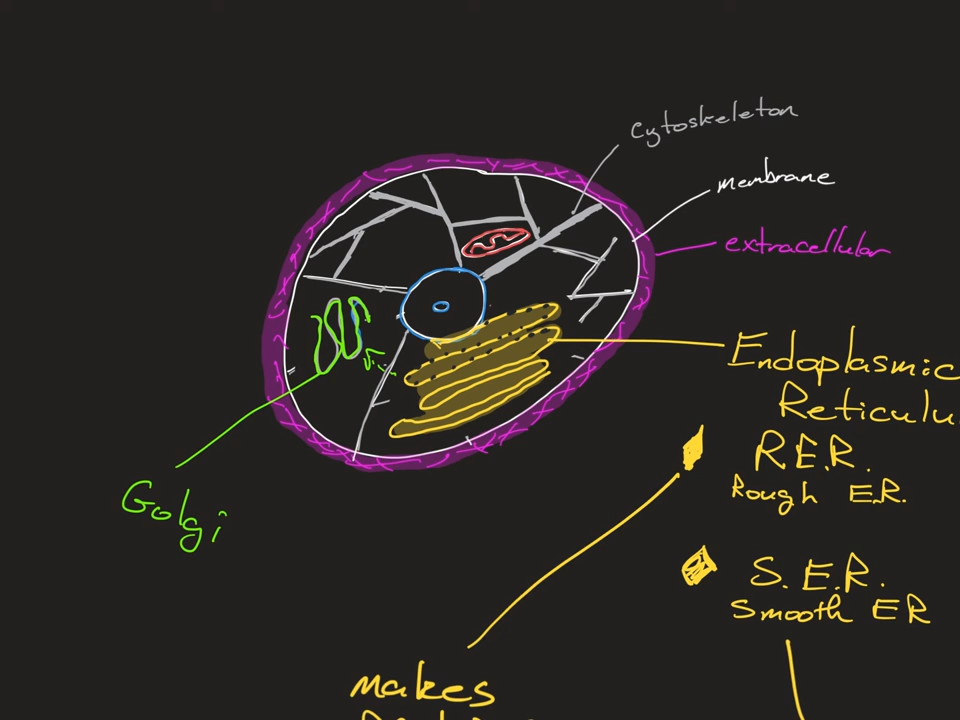 cytoskeleton
membrane
extracellular
Endoplasmic
Reticulu
R.E.R.
Rough E.R.
Golgi
S.E.R.
Smooth ER
makes